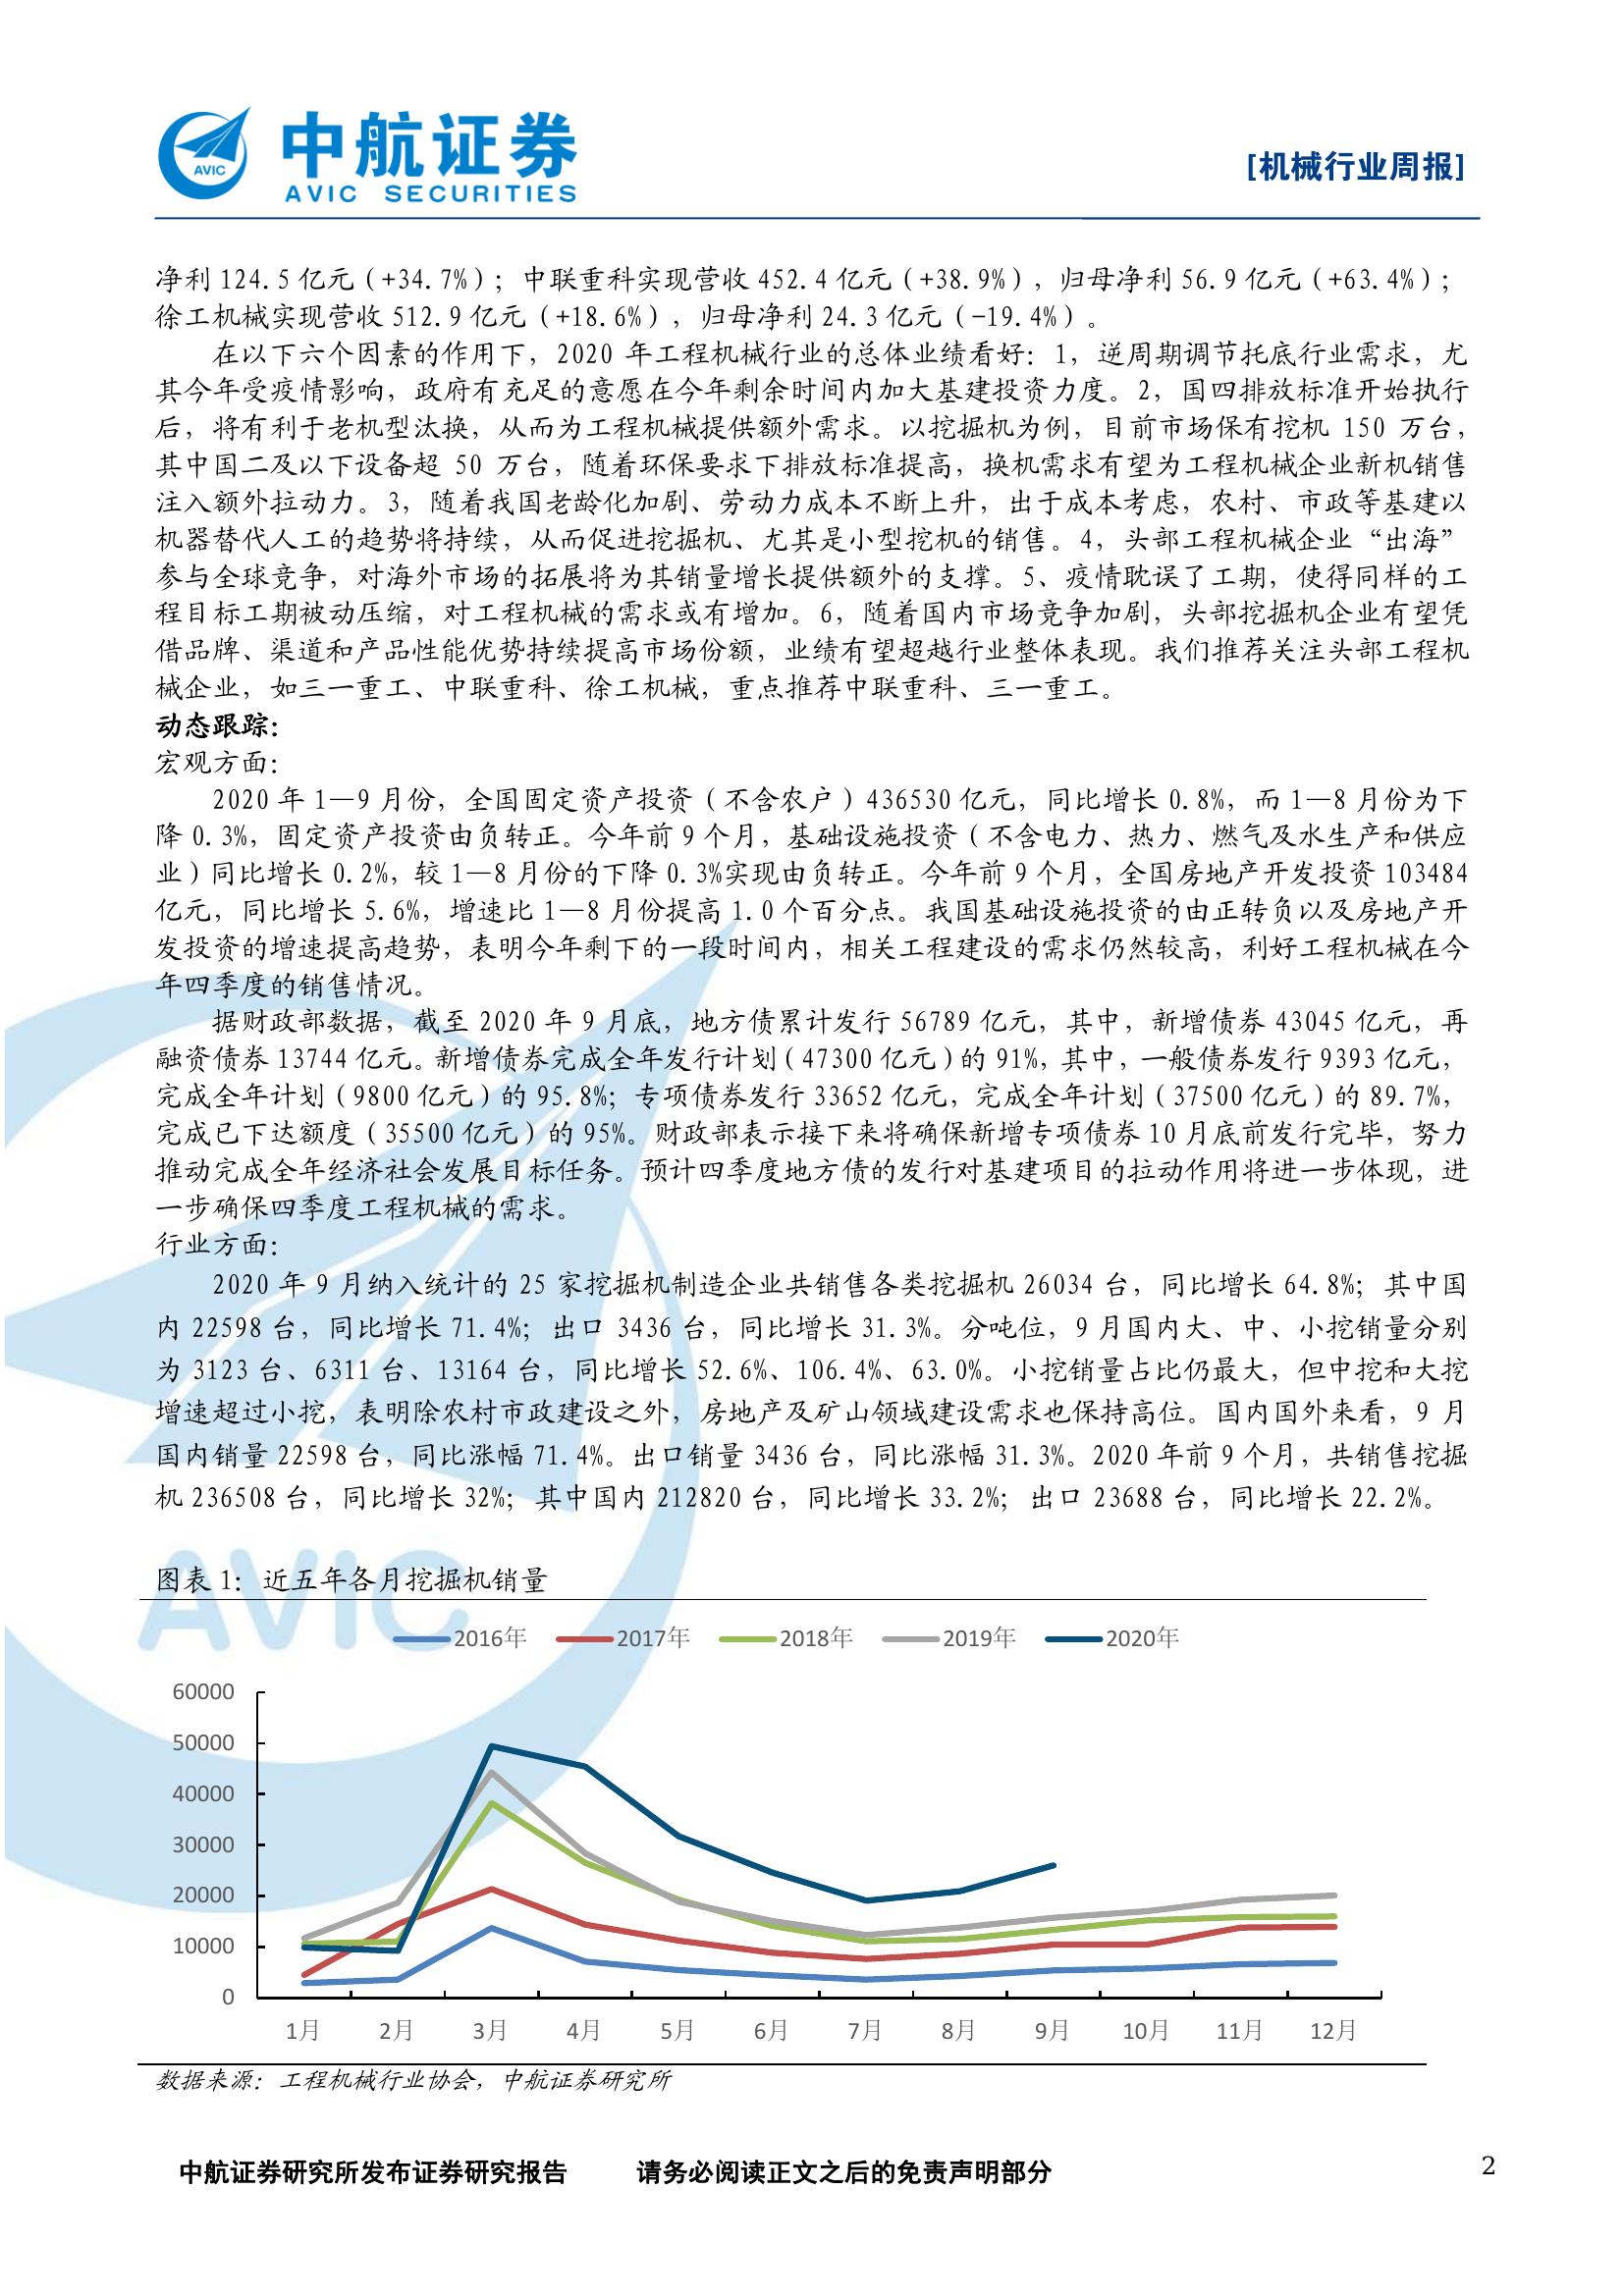 中航证券
AVIC SECURITIES
AVIC
[机械行业周报]
净利 124.5 亿元（+34.7%）；中联重科实现营收 452.4 亿元（+38.9%），归母净利 56.9 亿元（+63.4%）；
徐工机械实现营收 512.9 亿元（+18.6%），归母净利 24.3 亿元（-19.4%）。
在以下六个因素的作用下，2020 年工程机械行业的总体业绩看好：1，逆周期调节托底行业需求，尤
其今年受疫情影响，政府有充足的意愿在今年剩余时间内加大基建投资力度。2，国四排放标准开始执行
后，将有利于老机型汰换，从而为工程机械提供额外需求。以挖掘机为例，目前市场保有挖机 150 万台，
其中国二及以下设备超 50 万台，随着环保要求下排放标准提高，换机需求有望为工程机械企业新机销售
注入额外拉动力。3，随着我国老龄化加剧、劳动力成本不断上升，出于成本考虑，农村、市政等基建以
机器替代人工的趋势将持续，从而促进挖掘机、尤其是小型挖机的销售。4，头部工程机械企业“出海”
参与全球竞争，对海外市场的拓展将为其销量增长提供额外的支撑。5、疫情耽误了工期，使得同样的工
程目标工期被动压缩，对工程机械的需求或有增加。6，随着国内市场竞争加剧，头部挖掘机企业有望凭
借品牌、渠道和产品性能优势持续提高市场份额，业绩有望超越行业整体表现。我们推荐关注头部工程机
械企业，如三一重工、中联重科、徐工机械，重点推荐中联重科、三一重工。
动态跟踪：
宏观方面：
2020 年 1—9 月份，全国固定资产投资（不含农户）436530 亿元，同比增长 0.8%，而 1—8 月份为下
降 0.3%，固定资产投资由负转正。今年前 9 个月，基础设施投资（不含电力、热力、燃气及水生产和供应
业）同比增长 0.2%，较 1—8 月份的下降 0.3%实现由负转正。今年前 9 个月，全国房地产开发投资 103484
亿元，同比增长 5.6%，增速比 1—8 月份提高 1.0 个百分点。我国基础设施投资的由正转负以及房地产开
发投资的增速提高趋势，表明今年剩下的一段时间内，相关工程建设的需求仍然较高，利好工程机械在今
年四季度的销售情况。
据财政部数据，截至 2020 年 9 月底，地方债累计发行 56789 亿元，其中，新增债券 43045 亿元，再
融资债券 13744 亿元。新增债券完成全年发行计划（47300 亿元）的 91%，其中，一般债券发行 9393 亿元，
完成全年计划（9800 亿元）的 95.8%；专项债券发行 33652 亿元，完成全年计划（37500 亿元）的 89.7%，
完成已下达额度（35500 亿元）的 95%。财政部表示接下来将确保新增专项债券 10 月底前发行完毕，努力
推动完成全年经济社会发展目标任务。预计四季度地方债的发行对基建项目的拉动作用将进一步体现，进
一步确保四季度工程机械的需求。
行业方面：
2020 年 9 月纳入统计的 25 家挖掘机制造企业共销售各类挖掘机 26034 台，同比增长 64.8%；其中国
内 22598 台，同比增长 71.4%；出口 3436 台，同比增长 31.3%。分吨位，9 月国内大、中、小挖销量分别
为 3123 台、6311 台、13164 台，同比增长 52.6%、106.4%、63.0%。小挖销量占比仍最大，但中挖和大挖
增速超过小挖，表明除农村市政建设之外，房地产及矿山领域建设需求也保持高位。国内国外来看，9 月
国内销量 22598 台，同比涨幅 71.4%。出口销量 3436 台，同比涨幅 31.3%。2020 年前 9 个月，共销售挖掘
机 236508 台，同比增长 32%；其中国内 212820 台，同比增长 33.2%；出口 23688 台，同比增长 22.2%。
AVIC
图表 1：近五年各月挖掘机销量
2016年 2017年 2018年 2019年 2020年
60000
50000
40000
30000
20000
10000
0
1月 2月 3月 4月 5月 6月 7月 8月 9月 10月 11月 12月
数据来源：工程机械行业协会，中航证券研究所
中航证券研究所发布证券研究报告 请务必阅读正文之后的免责声明部分 2